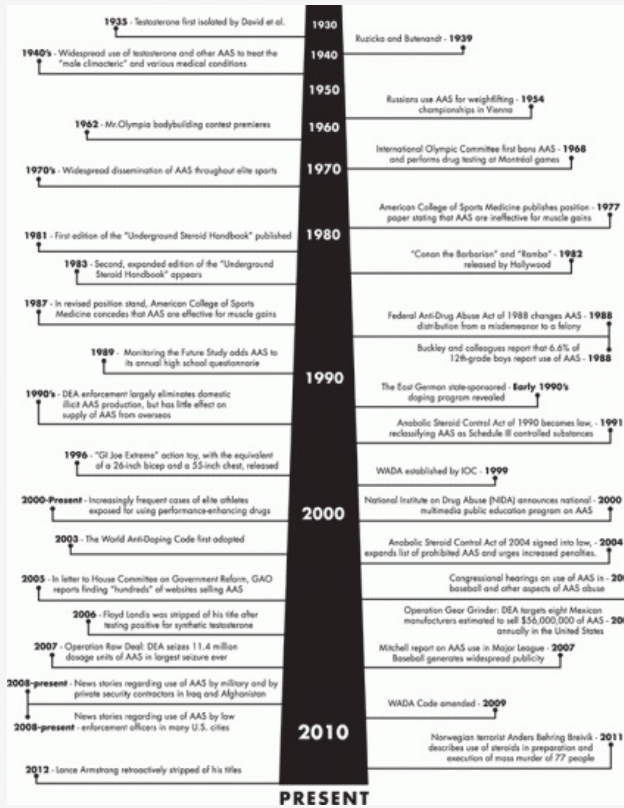 1935 - Testosterone first isolated by David et al.
1930
Ruzicka and Butenandt - 1939
1940's - Widespread use of testosterone and other AAS to treat the
"male climacteric" and various medical conditions
1940
1950
Russians use AAS for weightlifting - 1954
championships in Vienna
1962 - Mr.Olympia bodybuilding contest premieres
1960
International Olympic Committee first bans AAS - 1968
and performs drug testing at Montréal games
1970's - Widespread dissemination of AAS throughout elite sports
1970
American College of Sports Medicine publishes position - 1977
paper stating that AAS are ineffective for muscle gains
1981 - First edition of the "Underground Steroid Handbook" published
1980
"Conan the Barbarian" and "Rambo" - 1982
released by Hollywood
1983 - Second, expanded edition of the "Underground
Steroid Handbook" appears
1987 - In revised position stand, American College of Sports
Medicine concedes that AAS are effective for muscle gains
Federal Anti-Drug Abuse Act of 1988 changes AAS - 1988
distribution from a misdemeanor to a felony
Buckley and colleagues report that 6.6% of
12th-grade boys report use of AAS - 1988
1989 - Monitoring the Future Study adds AAS to
its annual high school questionnarie
1990
The East German state-sponsored - Early 1990's
doping program revealed
1990's - DEA enforcement largely eliminates domestic
illicit AAS production, but has little effect on
supply of AAS from overseas
Anabolic Steroid Control Act of 1990 becomes law, - 1991
reclassifying AAS as Schedule III controlled substances
1996 - "GI Joe Extreme" action toy, with the equivalent
of a 26-inch bicep and a 55-inch chest, released
WADA established by IOC - 1999
2000-Present - Increasingly frequent cases of elite athletes
exposed for using performance-enhancing drugs
2000
National Institute on Drug Abuse (NIDA) announces national - 2000
multimedia public education program on AAS
2003 - The World Anti-Doping Code first adopted
Anabolic Steroid Control Act of 2004 signed into law, - 2004
expands list of prohibited AAS and urges increased penalties.
2005 - In letter to House Committee on Government Reform, GAO
reports finding "hundreds" of websites selling AAS
Congressional hearings on use of AAS in - 20
baseball and other aspects of AAS abuse
2006 - Floyd Landis was stripped of his title after
testing positive for synthetic testosterone
Operation Gear Grinder: DEA targets eight Mexican
manufacturers estimated to sell $56,000,000 of AAS - 20
annually in the United States
2007 - Operation Raw Deal: DEA seizes 11.4 million
dosage units of AAS in largest seizure ever
Mitchell report on AAS use in Major League - 2007
Baseball generates widespread publicity
2008-present - News stories regarding use of AAS by military and by
private security contractors in Iraq and Afghanistan
News stories regarding use of AAS by law
2008-present - enforcement officers in many U.S. cities
WADA Code amended - 2009
2010
Norwegian terrorist Anders Behring Breivik - 2011
describes use of steroids in preparation and
execution of mass murder of 77 people
2012 - Lance Armstrong retroactively stripped of his titles
PRESENT